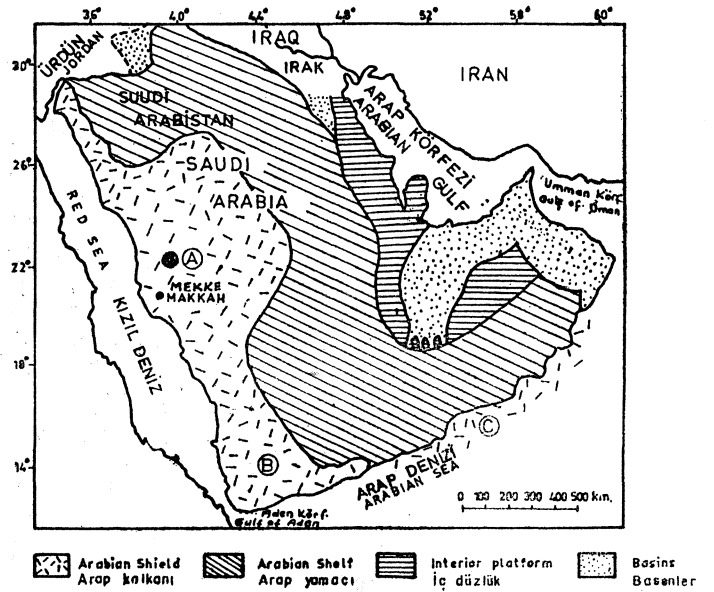 36° 40° 44° 48° 52° 56° 60°
30°
26°
22°
18°
14°
ÜRDÜN
JORDAN
IRAQ
IRAK
IRAN
SUUDİ
ARABİSTAN
SAUDI
ARABIA
ARAP KÖRFEZİ
ARABIAN
GULF
Umman Körf.
Gulf of Oman
RED SEA
KIZIL DENİZ
A
MEKKE
MAKKAH
B
C
ARAP DENİZİ
ARABIAN SEA
Aden Körf.
Gulf of Aden
0 100 200 300 400 500 km.
Arabian Shield
Arap kalkanı
Arabian Shelf
Arap yamacı
Interior platform
İç düzlük
Basins
Basenler